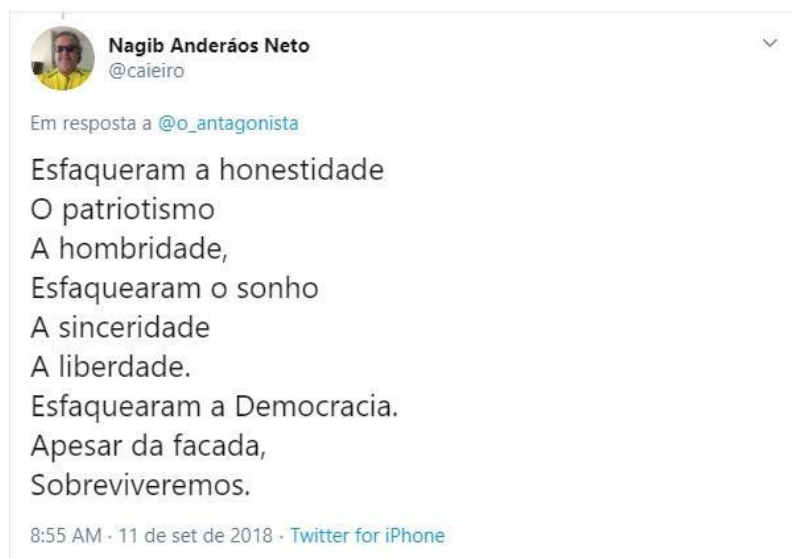 Nagib Anderáos Neto
@caieiro
Em resposta a @o_antagonista
Esfaqueram a honestidade
O patriotismo
A hombridade,
Esfaquearam o sonho
A sinceridade
A liberdade.
Esfaquearam a Democracia.
Apesar da facada,
Sobreviveremos.
8:55 AM · 11 de set de 2018 · Twitter for iPhone